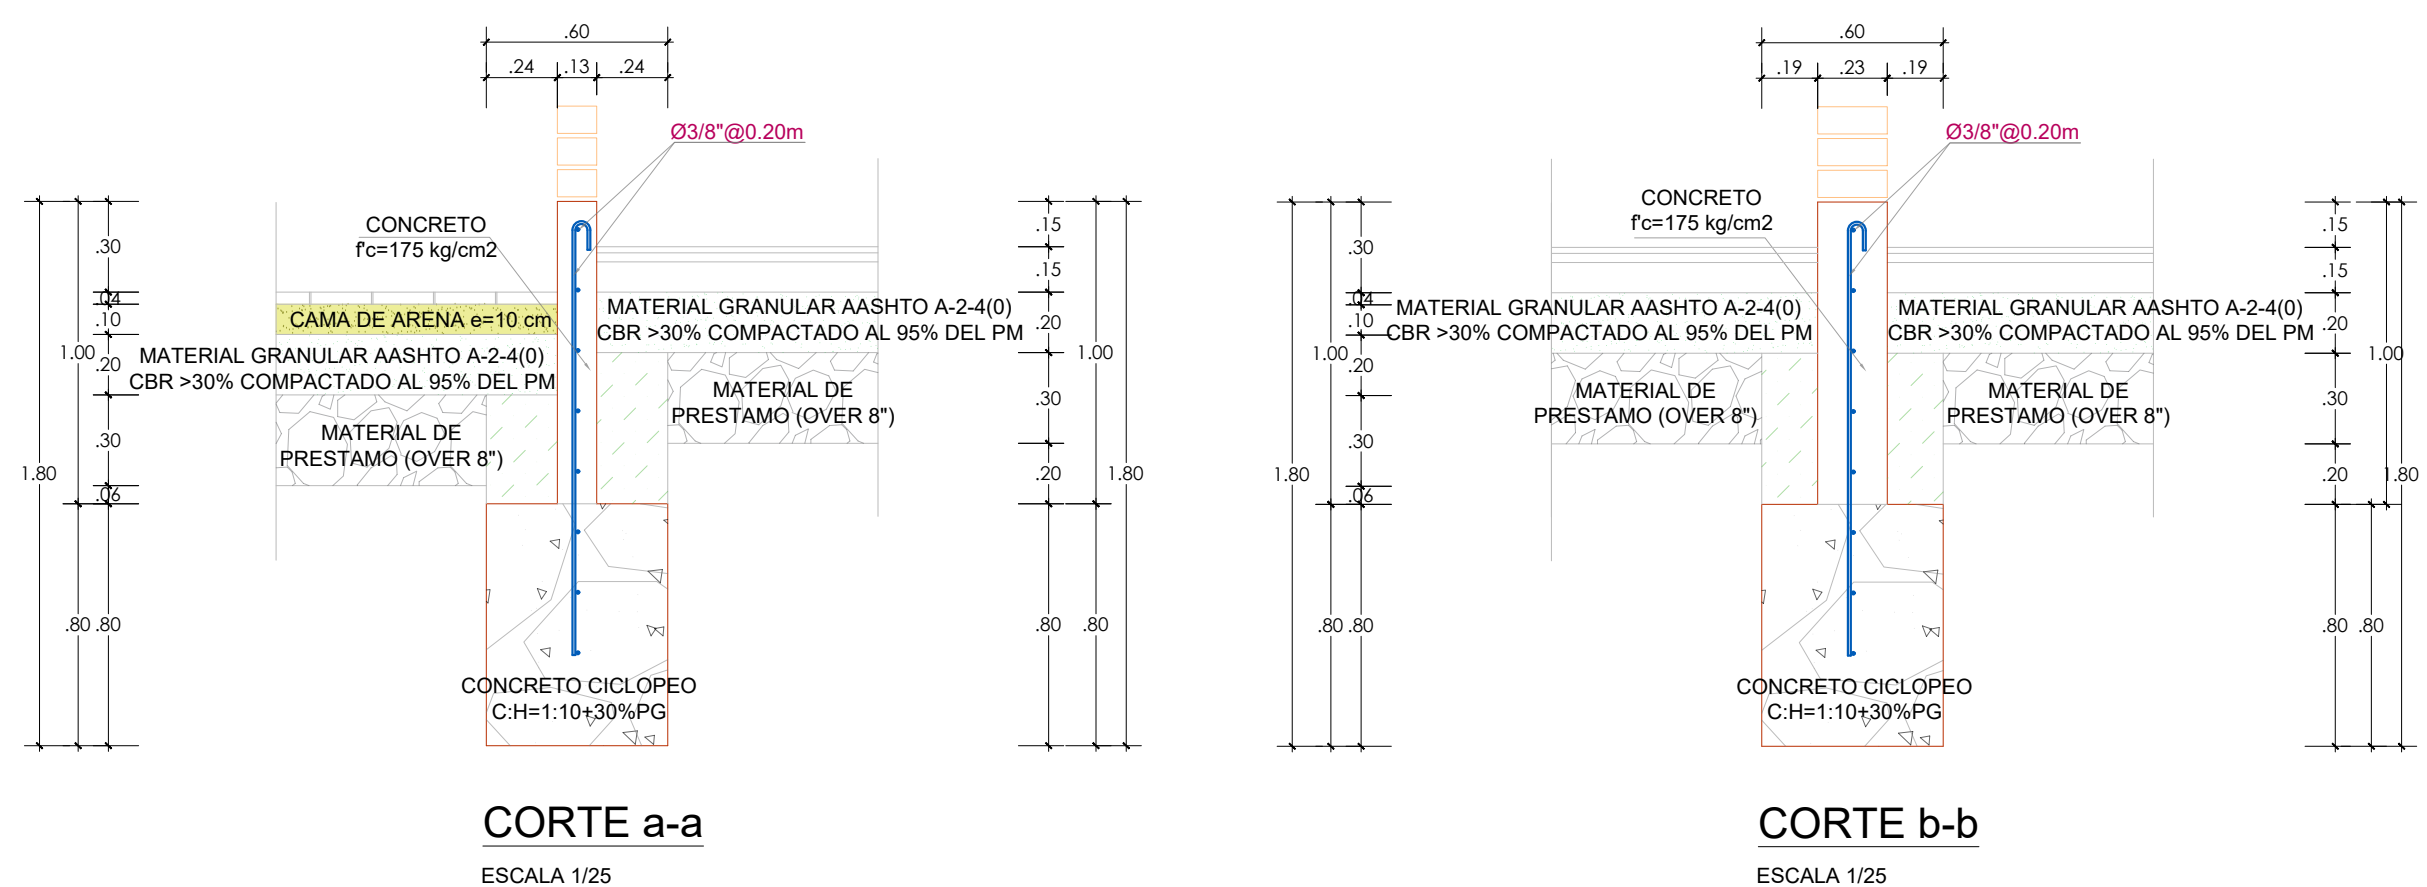 .60
.24
.13
.24
Ø3/8"@0.20m
CONCRETO
f'c=175 kg/cm2
CAMA DE ARENA e=10 cm
MATERIAL GRANULAR AASHTO A-2-4(0)
CBR >30% COMPACTADO AL 95% DEL PM
MATERIAL DE
PRESTAMO (OVER 8")
MATERIAL GRANULAR AASHTO A-2-4(0)
CBR >30% COMPACTADO AL 95% DEL PM
MATERIAL DE
PRESTAMO (OVER 8")
CONCRETO CICLOPEO
C:H=1:10+30%PG
1.80
1.00
.80
.30
.04
.10
.20
.30
.06
.80
.15
.15
.20
.30
.20
.80
1.00
.80
1.80
CORTE a-a
ESCALA 1/25
.60
.19
.23
.19
Ø3/8"@0.20m
CONCRETO
f'c=175 kg/cm2
MATERIAL GRANULAR AASHTO A-2-4(0)
CBR >30% COMPACTADO AL 95% DEL PM
MATERIAL DE
PRESTAMO (OVER 8")
MATERIAL GRANULAR AASHTO A-2-4(0)
CBR >30% COMPACTADO AL 95% DEL PM
MATERIAL DE
PRESTAMO (OVER 8")
CONCRETO CICLOPEO
C:H=1:10+30%PG
1.80
1.00
.80
.30
.04
.10
.20
.30
.06
.80
.15
.15
.20
.30
.20
.80
1.00
.80
1.80
CORTE b-b
ESCALA 1/25